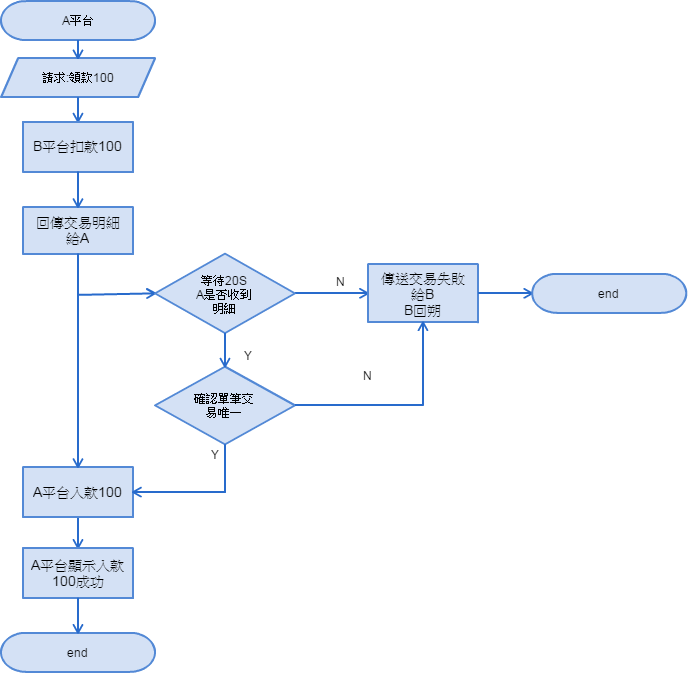 A平台
請求:領款100
B平台扣款100
回傳交易明細
給A
等待20S
A是否收到
明細
N
傳送交易失敗
給B
B回朔
end
Y
確認單筆交
易唯一
N
Y
A平台入款100
A平台顯示入款
100成功
end